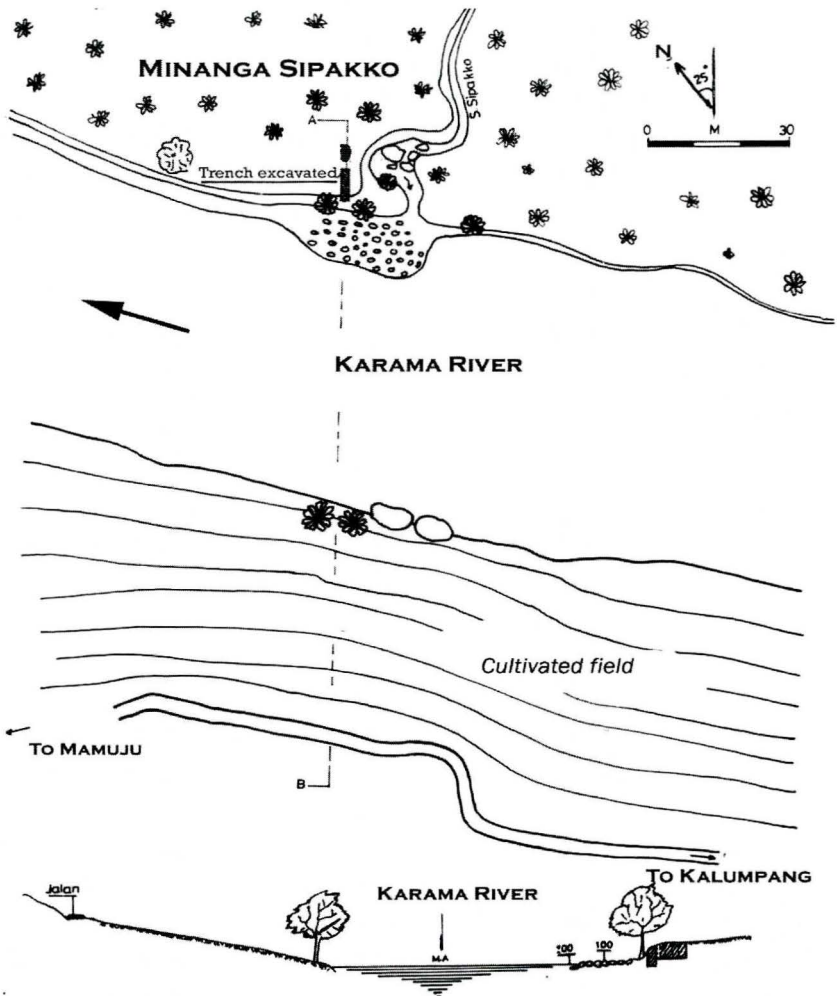 MINANGA SIPAKKO
S. Sipakko
N
25°
0 M 30
A
Trench excavated
KARAMA RIVER
Cultivated field
TO MAMUJU
B
TO KALUMPANG
Jalan
KARAMA RIVER
M.A
100